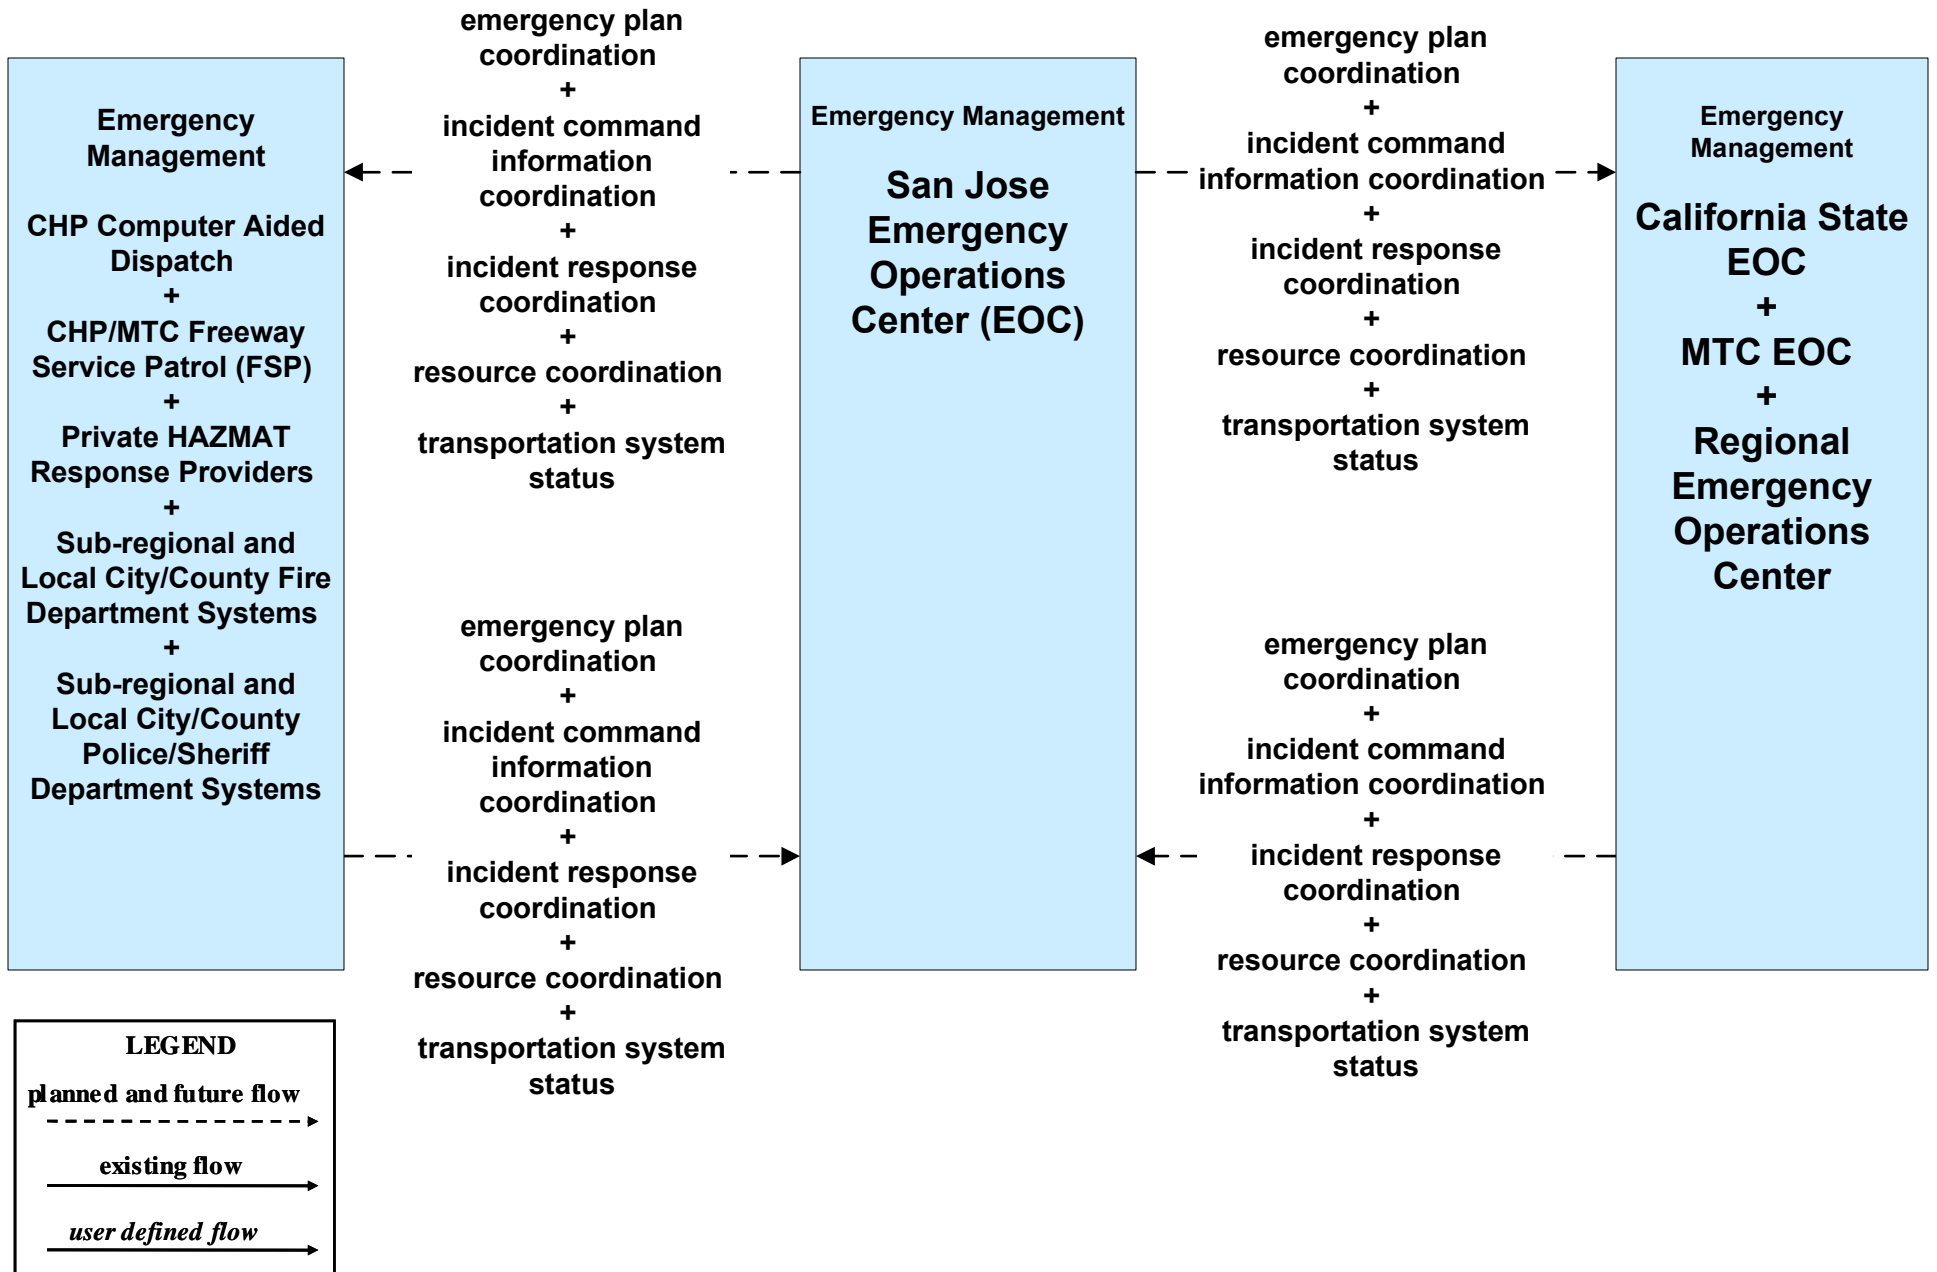 Emergency
Management
CHP Computer Aided
Dispatch
+
CHP/MTC Freeway
Service Patrol (FSP)
+
Private HAZMAT
Response Providers
+
Sub-regional and
Local City/County Fire
Department Systems
+
Sub-regional and
Local City/County
Police/Sheriff
Department Systems
emergency plan
coordination
+
incident command
information
coordination
+
incident response
coordination
+
resource coordination
+
transportation system
status
emergency plan
coordination
+
incident command
information
coordination
+
incident response
coordination
+
resource coordination
+
transportation system
status
Emergency Management
San Jose
Emergency
Operations
Center (EOC)
emergency plan
coordination
+
incident command
information coordination
+
incident response
coordination
+
resource coordination
+
transportation system
status
emergency plan
coordination
+
incident command
information coordination
+
incident response
coordination
+
resource coordination
+
transportation system
status
Emergency
Management
California State
EOC
+
MTC EOC
+
Regional
Emergency
Operations
Center
LEGEND
planned and future flow
existing flow
user defined flow